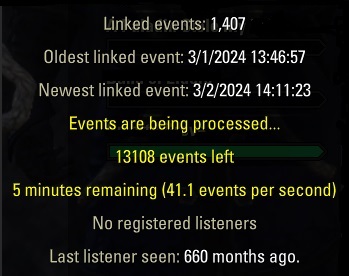 Linked events: 1,407
Oldest linked event: 3/1/2024 13:46:57
Newest linked event: 3/2/2024 14:11:23
Events are being processed...
13108 events left
5 minutes remaining (41.1 events per second)
No registered listeners
Last listener seen: 660 months ago.